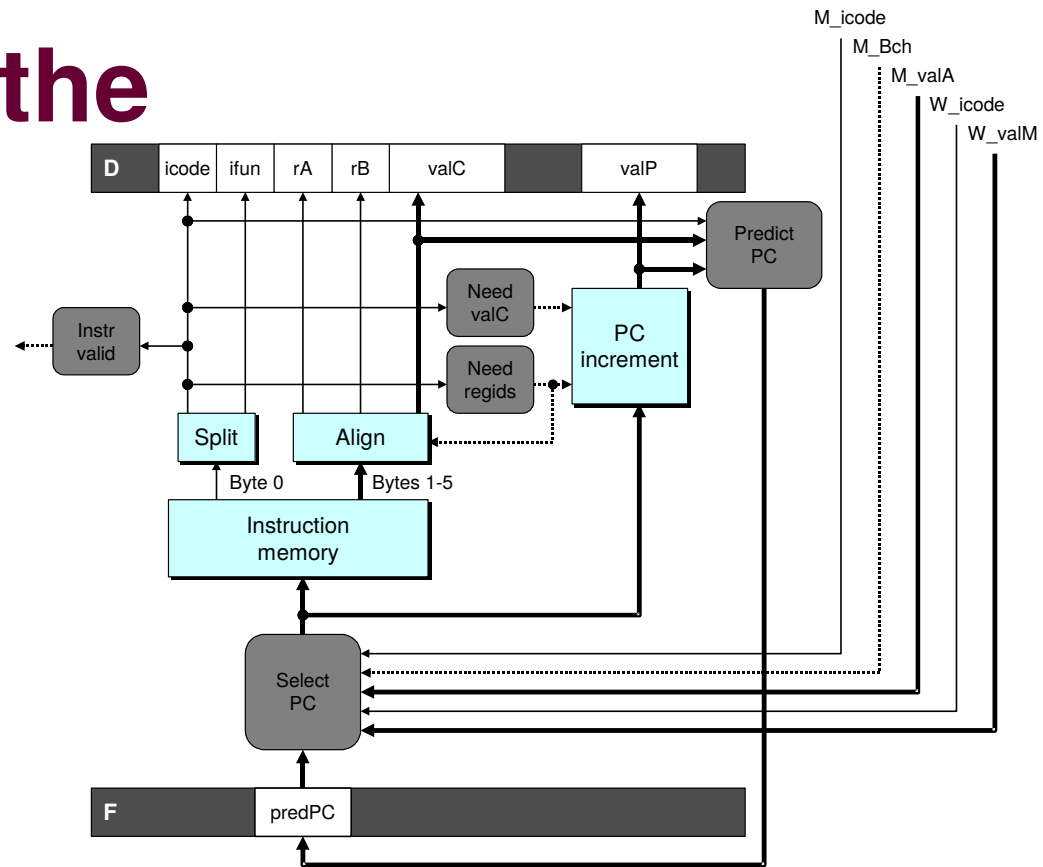 M_icode
M_Bch
the
M_valA
W_icode
W_valM
D icode ifun rA rB valC valP
Predict
PC
Need
valC
Instr
valid
PC
increment
Need
regids
Split
Align
Byte 0
Bytes 1-5
Instruction
memory
Select
PC
F predPC